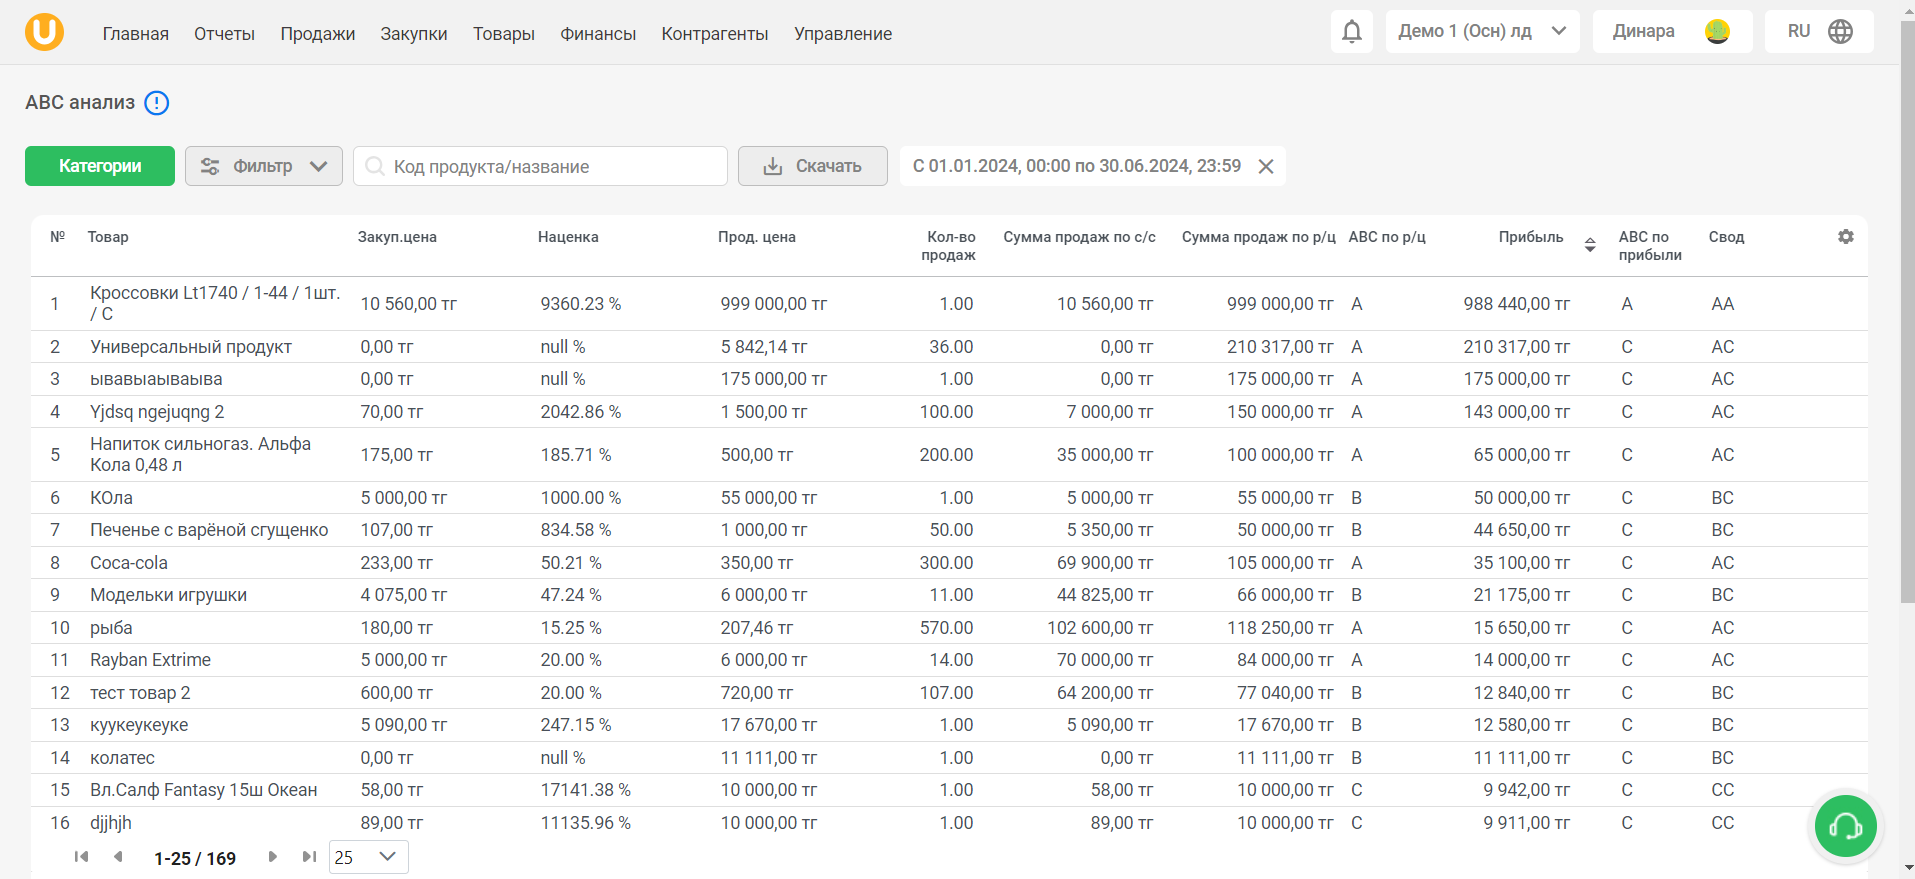 U
Главная Отчеты Продажи Закупки Товары Финансы Контрагенты Управление Демо 1 (Осн) лд Динара RU
ABC анализ
Категории Фильтр Код продукта/название Скачать С 01.01.2024, 00:00 по 30.06.2024, 23:59
№ Товар Закуп.цена Наценка Прод. цена Кол-во продаж Сумма продаж по с/с Сумма продаж по р/ц ABC по р/ц Прибыль ABC по прибыли Свод
1 Кроссовки Lt1740 / 1-44 / 1шт. / С 10 560,00 тг 9360.23 % 999 000,00 тг 1.00 10 560,00 тг 999 000,00 тг A 988 440,00 тг A AA
2 Универсальный продукт 0,00 тг null % 5 842,14 тг 36.00 0,00 тг 210 317,00 тг A 210 317,00 тг C AC
3 ывавыаываыва 0,00 тг null % 175 000,00 тг 1.00 0,00 тг 175 000,00 тг A 175 000,00 тг C AC
4 Yjdsq ngejuqng 2 70,00 тг 2042.86 % 1 500,00 тг 100.00 7 000,00 тг 150 000,00 тг A 143 000,00 тг C AC
5 Напиток сильногаз. Альфа Кола 0,48 л 175,00 тг 185.71 % 500,00 тг 200.00 35 000,00 тг 100 000,00 тг A 65 000,00 тг C AC
6 КОла 5 000,00 тг 1000.00 % 55 000,00 тг 1.00 5 000,00 тг 55 000,00 тг B 50 000,00 тг C BC
7 Печенье с варёной сгущенко 107,00 тг 834.58 % 1 000,00 тг 50.00 5 350,00 тг 50 000,00 тг B 44 650,00 тг C BC
8 Coca-cola 233,00 тг 50.21 % 350,00 тг 300.00 69 900,00 тг 105 000,00 тг A 35 100,00 тг C AC
9 Модельки игрушки 4 075,00 тг 47.24 % 6 000,00 тг 11.00 44 825,00 тг 66 000,00 тг B 21 175,00 тг C BC
10 рыба 180,00 тг 15.25 % 207,46 тг 570.00 102 600,00 тг 118 250,00 тг A 15 650,00 тг C AC
11 Rayban Extrime 5 000,00 тг 20.00 % 6 000,00 тг 14.00 70 000,00 тг 84 000,00 тг A 14 000,00 тг C AC
12 тест товар 2 600,00 тг 20.00 % 720,00 тг 107.00 64 200,00 тг 77 040,00 тг B 12 840,00 тг C BC
13 куукеукеуке 5 090,00 тг 247.15 % 17 670,00 тг 1.00 5 090,00 тг 17 670,00 тг B 12 580,00 тг C BC
14 колатес 0,00 тг null % 11 111,00 тг 1.00 0,00 тг 11 111,00 тг B 11 111,00 тг C BC
15 Вл.Салф Fantasy 15ш Океан 58,00 тг 17141.38 % 10 000,00 тг 1.00 58,00 тг 10 000,00 тг C 9 942,00 тг C CC
16 djjhjh 89,00 тг 11135.96 % 10 000,00 тг 1.00 89,00 тг 10 000,00 тг C 9 911,00 тг C CC
1-25 / 169 25